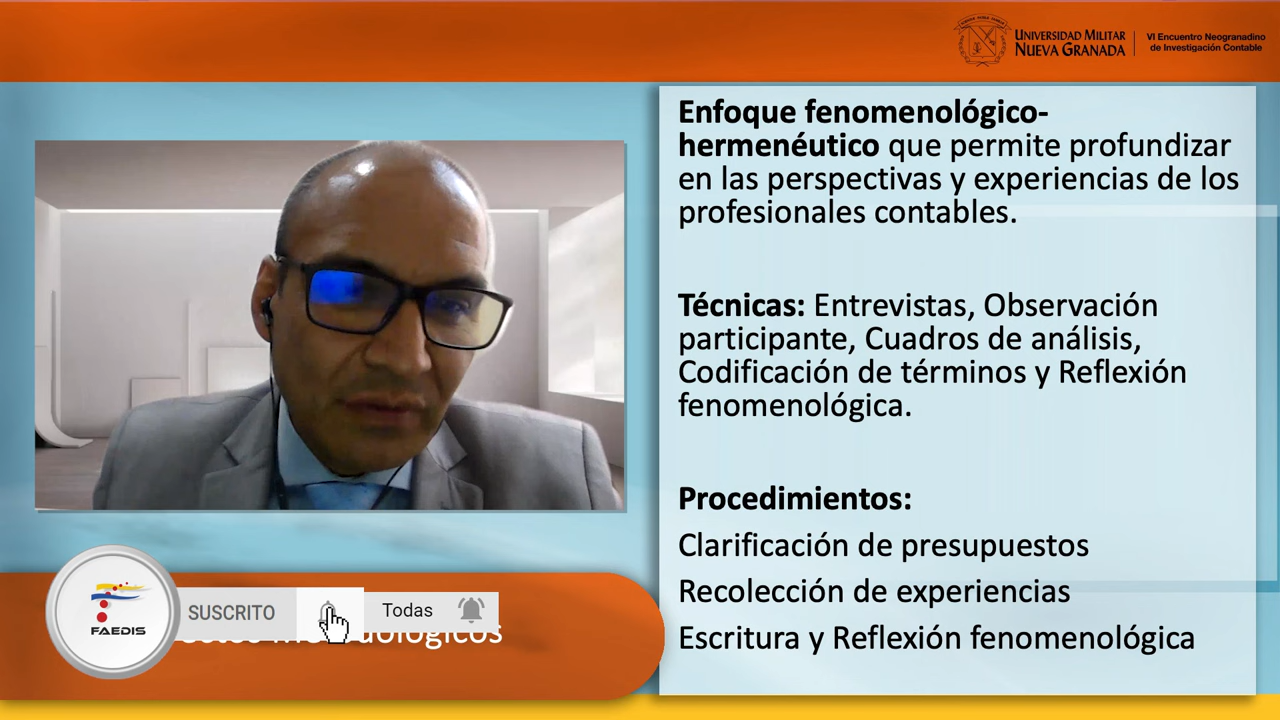 UNIVERSIDAD MILITAR
NUEVA GRANADA
VI Encuentro Neogranadino
de Investigación Contable
Enfoque fenomenológico-
hermenéutico que permite profundizar
en las perspectivas y experiencias de los
profesionales contables.
Técnicas: Entrevistas, Observación
participante, Cuadros de análisis,
Codificación de términos y Reflexión
fenomenológica.
Procedimientos:
Clarificación de presupuestos
Recolección de experiencias
Escritura y Reflexión fenomenológica
FAEDIS
SUSCRITO
Todas